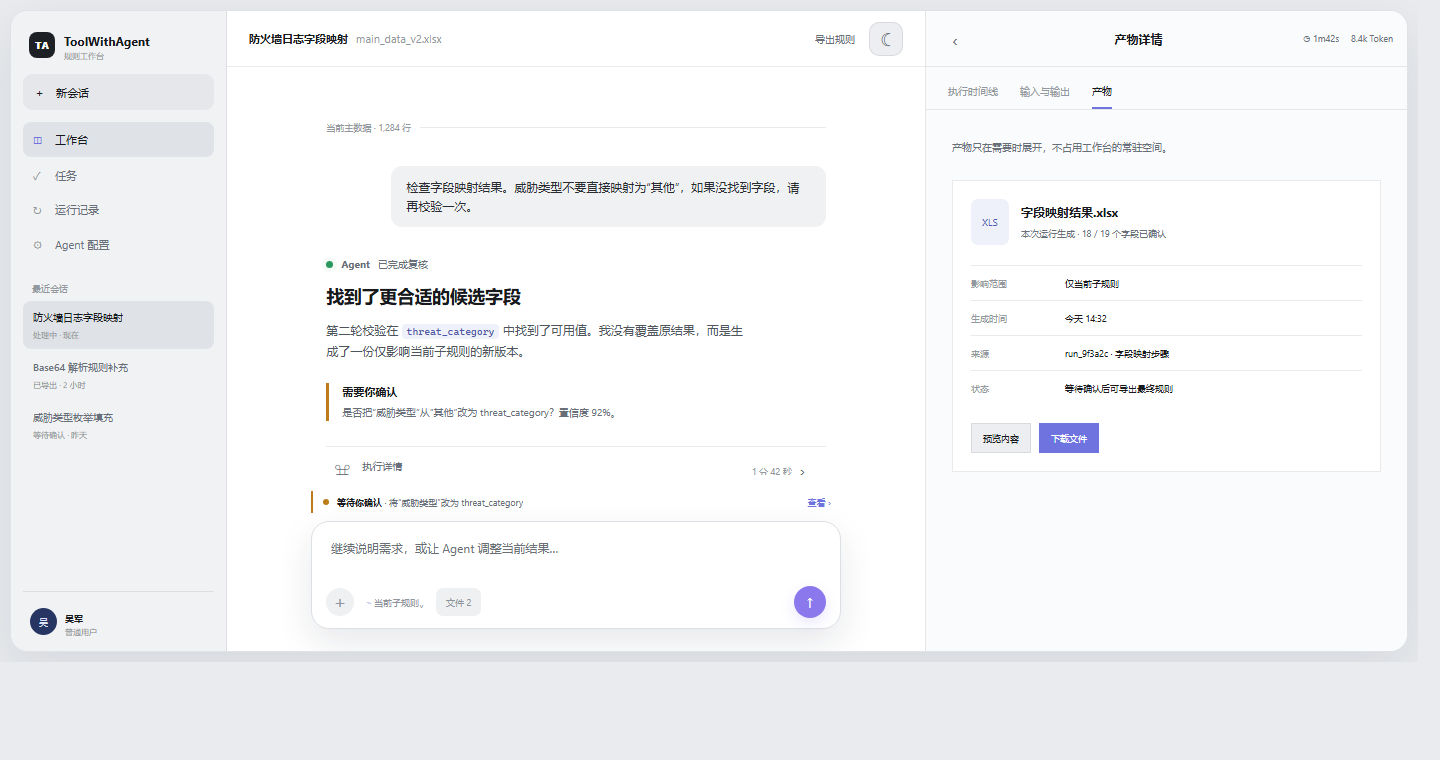 TA
ToolWithAgent
规则工作台
+ 新会话
工作台
任务
运行记录
Agent 配置
最近会话
防火墙日志字段映射
处理中 · 现在
Base64 解析规则补充
已导出 · 2 小时
威胁类型枚举填充
等待确认 · 昨天
吴
吴军
普通用户
防火墙日志字段映射 main_data_v2.xlsx
导出规则
当前主数据 · 1,284 行
检查字段映射结果。威胁类型不要直接映射为“其他”，如果没找到字段，请
再校验一次。
Agent 已完成复核
找到了更合适的候选字段
第二轮校验在 threat_category 中找到了可用值。我没有覆盖原结果，而是生
成了一份仅影响当前子规则的新版本。
需要你确认
是否把“威胁类型”从“其他”改为 threat_category？置信度 92%。
执行详情
1 分 42 秒 ›
等待你确认 · 将“威胁类型”改为 threat_category
查看 ›
继续说明需求，或让 Agent 调整当前结果...
+
~ 当前子规则。
文件 2
↑
‹
产物详情
1m42s
8.4k Token
执行时间线
输入与输出
产物
产物只在需要时展开，不占用工作台的常驻空间。
XLS
字段映射结果.xlsx
本次运行生成 · 18 / 19 个字段已确认
影响范围 仅当前子规则
生成时间 今天 14:32
来源 run_9f3a2c · 字段映射步骤
状态 等待确认后可导出最终规则
预览内容
下载文件